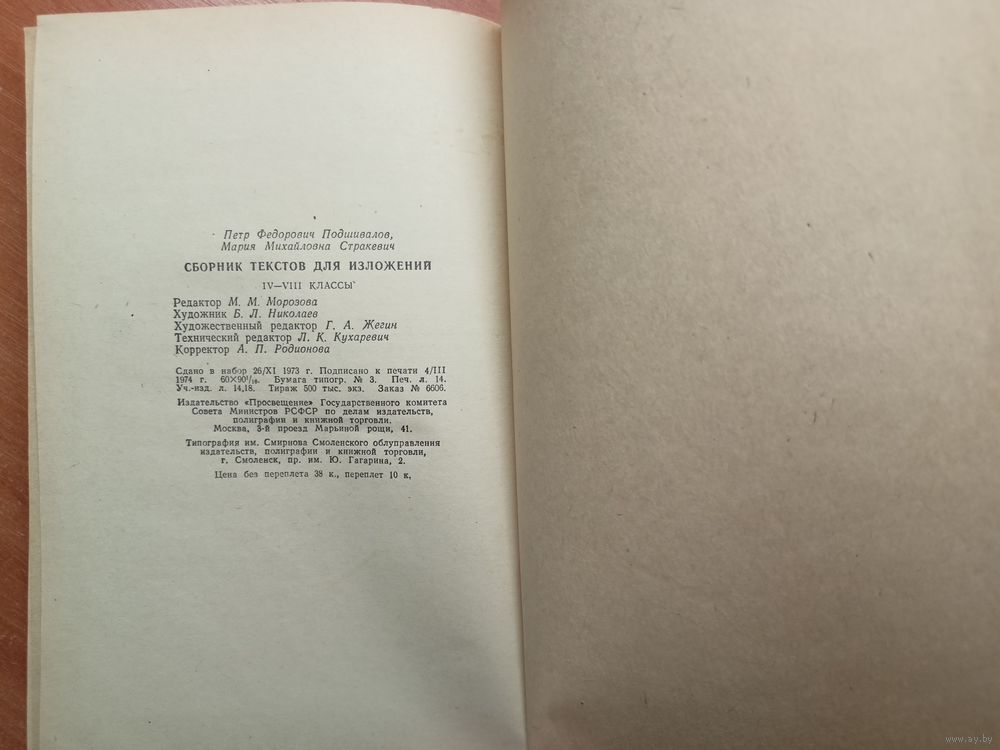 Петр Федорович Подшивалов,
Мария Михайловна Стракевич
СБОРНИК ТЕКСТОВ ДЛЯ ИЗЛОЖЕНИЙ
IV—VIII КЛАССЫ
Редактор М. М. Морозова
Художник Б. Л. Николаев
Художественный редактор Г. А. Жегин
Технический редактор Л. К. Кухаревич
Корректор А. П. Родионова
Сдано в набор 26/XI 1973 г. Подписано к печати 4/III
1974 г. 60×90¹/₁₆. Бумага типогр. № 3. Печ. л. 14.
Уч.-изд. л. 14,18. Тираж 500 тыс. экз. Заказ № 6606.
Издательство «Просвещение» Государственного комитета
Совета Министров РСФСР по делам издательств,
полиграфии и книжной торговли.
Москва, 3-й проезд Марьиной рощи, 41.
Типография им. Смирнова Смоленского облуправления
издательств, полиграфии и книжной торговли,
г. Смоленск, пр. им. Ю. Гагарина, 2.
Цена без переплета 38 к., переплет 10 к.
www.ay.by